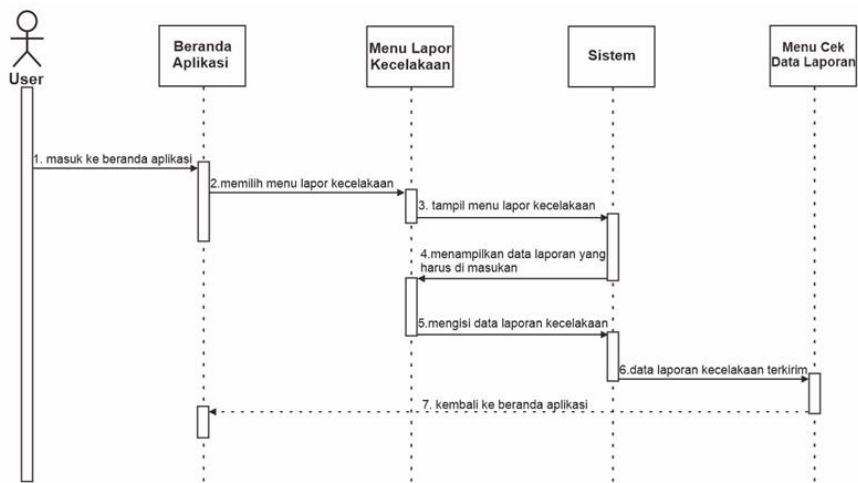 User
Beranda
Aplikasi
Menu Lapor
Kecelakaan
Sistem
Menu Cek
Data Laporan
1. masuk ke beranda aplikasi
2.memilih menu lapor kecelakaan
3. tampil menu lapor kecelakaan
4.menampilkan data laporan yang
harus di masukan
5.mengisi data laporan kecelakaan
6.data laporan kecelakaan terkirim
7. kembali ke beranda aplikasi